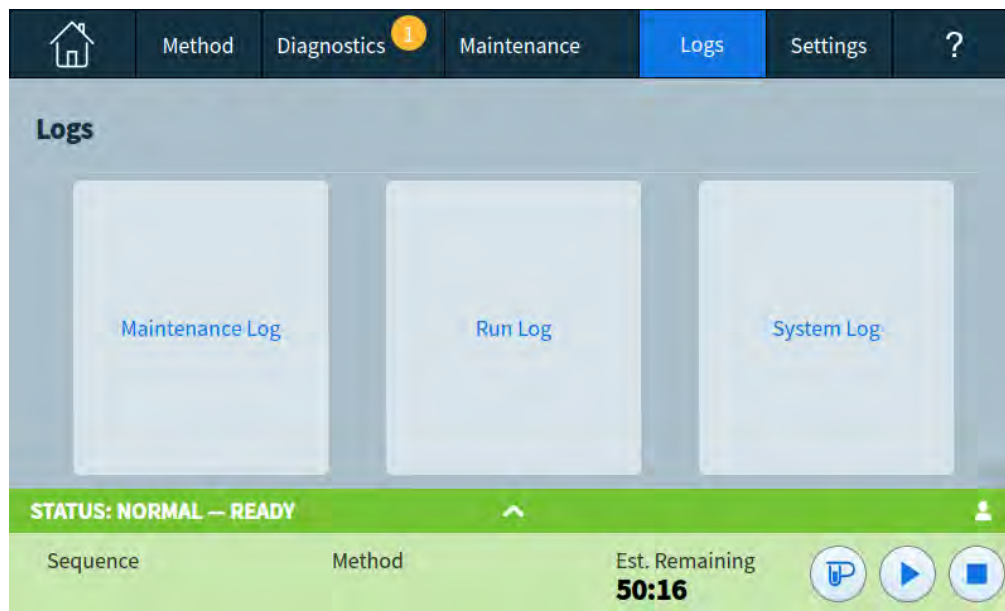 Method Diagnostics 1 Maintenance Logs Settings ?
Logs
Maintenance Log Run Log System Log
STATUS: NORMAL — READY
Sequence Method Est. Remaining
50:16